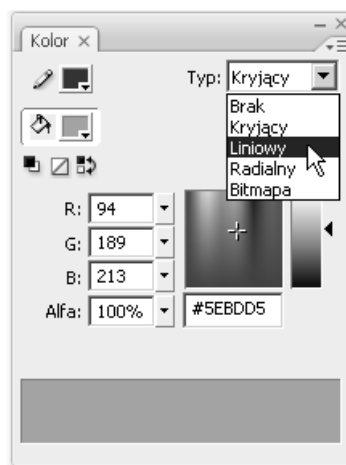 Kolor
Typ: Kryjący
Brak
Kryjący
Liniowy
Radialny
Bitmapa
R: 94
G: 189
B: 213
Alfa: 100% #5EBDD5